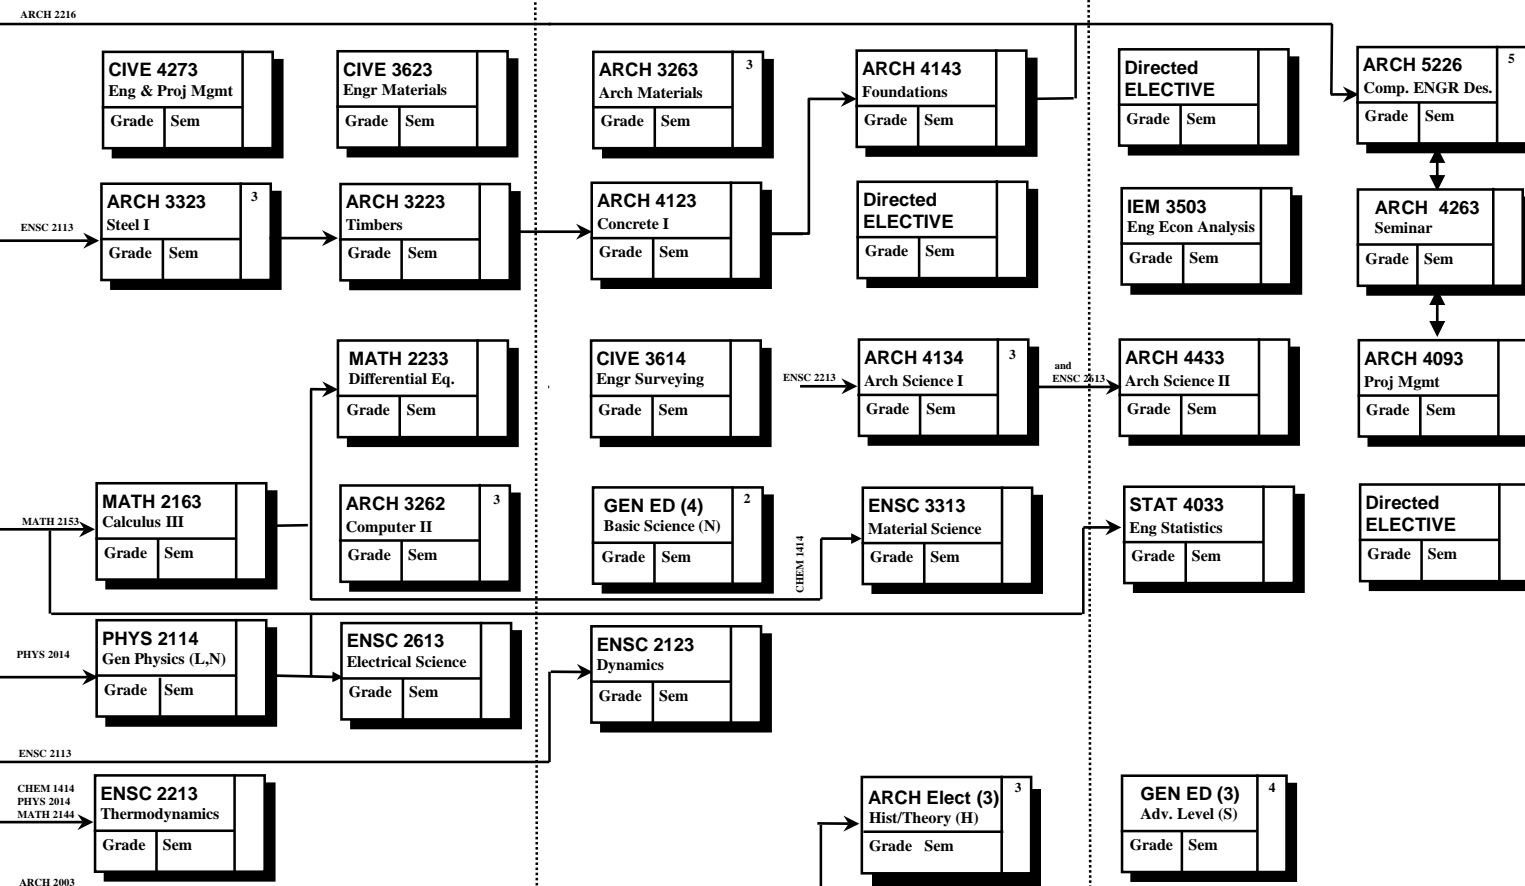 ARCH 2216
CIVE 4273
Eng & Proj Mgmt
Grade Sem
CIVE 3623
Engr Materials
Grade Sem
ARCH 3263 3
Arch Materials
Grade Sem
ARCH 4143
Foundations
Grade Sem
Directed
ELECTIVE
Grade Sem
ARCH 5226 5
Comp. ENGR Des.
Grade Sem
ENSC 2113
ARCH 3323 3
Steel I
Grade Sem
ARCH 3223
Timbers
Grade Sem
ARCH 4123
Concrete I
Grade Sem
Directed
ELECTIVE
Grade Sem
IEM 3503
Eng Econ Analysis
Grade Sem
ARCH 4263
Seminar
Grade Sem
MATH 2233
Differential Eq.
Grade Sem
CIVE 3614
Engr Surveying
Grade Sem
ENSC 2213
ARCH 4134 3
Arch Science I
Grade Sem
and
ENSC 2613
ARCH 4433
Arch Science II
Grade Sem
ARCH 4093
Proj Mgmt
Grade Sem
MATH 2153
MATH 2163
Calculus III
Grade Sem
ARCH 3262 3
Computer II
Grade Sem
GEN ED (4) 2
Basic Science (N)
Grade Sem
CHEM 1414
ENSC 3313
Material Science
Grade Sem
STAT 4033
Eng Statistics
Grade Sem
Directed
ELECTIVE
Grade Sem
PHYS 2014
PHYS 2114
Gen Physics (L,N)
Grade Sem
ENSC 2613
Electrical Science
Grade Sem
ENSC 2123
Dynamics
Grade Sem
ENSC 2113
CHEM 1414
PHYS 2014
MATH 2144
ENSC 2213
Thermodynamics
Grade Sem
ARCH Elect (3) 3
Hist/Theory (H)
Grade Sem
GEN ED (3) 4
Adv. Level (S)
Grade Sem
ARCH 2003